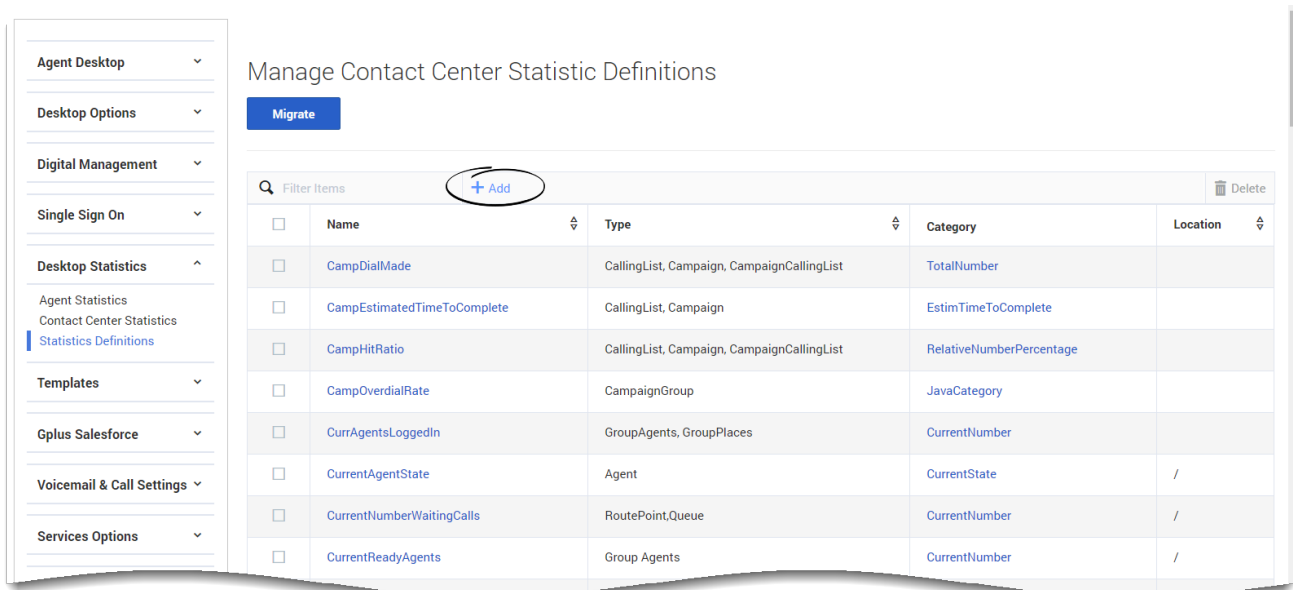 Agent Desktop
Desktop Options
Digital Management
Single Sign On
Desktop Statistics
Agent Statistics
Contact Center Statistics
Statistics Definitions
Templates
Gplus Salesforce
Voicemail & Call Settings
Services Options
Manage Contact Center Statistic Definitions
Migrate
Filter Items + Add Delete
Name Type Category Location
CampDialMade CallingList, Campaign, CampaignCallingList TotalNumber
CampEstimatedTimeToComplete CallingList, Campaign EstimTimeToComplete
CampHitRatio CallingList, Campaign, CampaignCallingList RelativeNumberPercentage
CampOverdialRate CampaignGroup JavaCategory
CurrAgentsLoggedIn GroupAgents, GroupPlaces CurrentNumber
CurrentAgentState Agent CurrentState /
CurrentNumberWaitingCalls RoutePoint,Queue CurrentNumber /
CurrentReadyAgents Group Agents CurrentNumber /